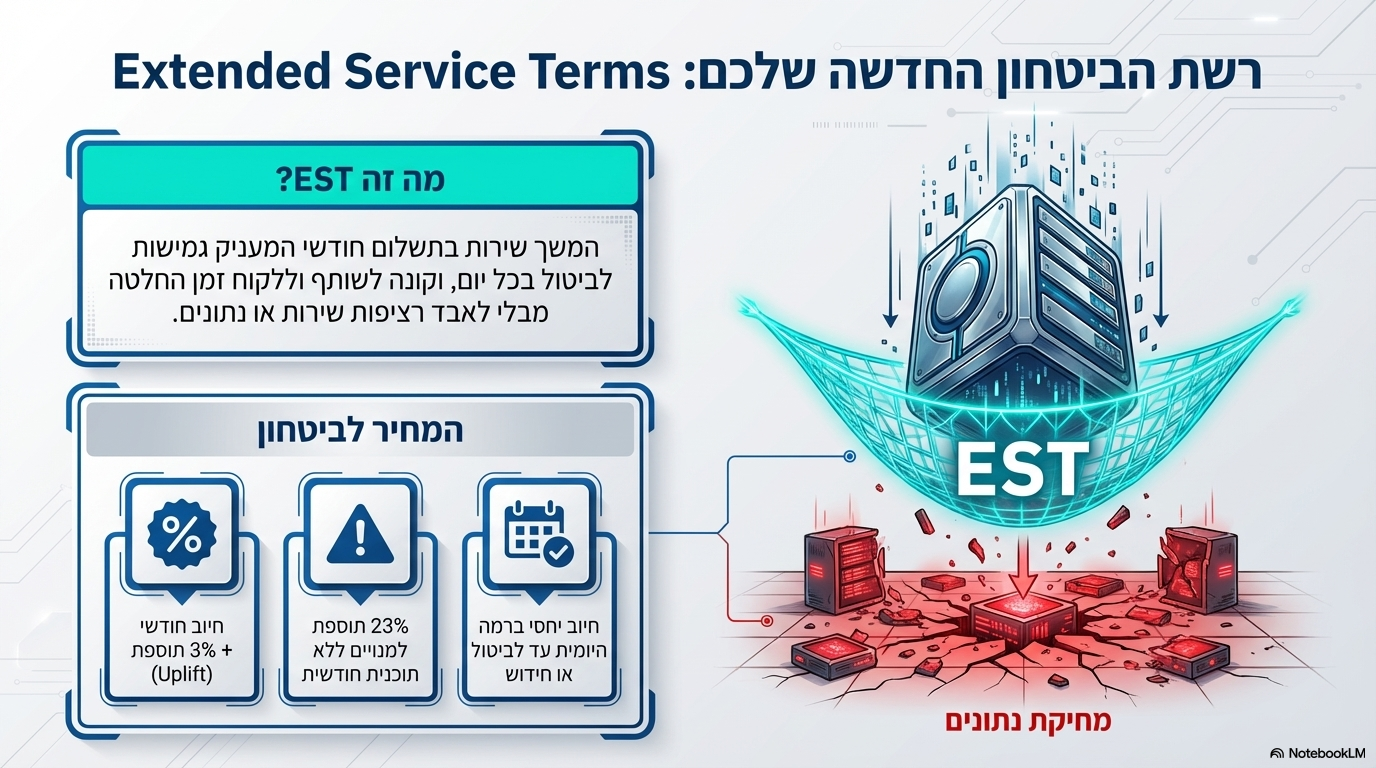 רשת הביטחון החדשה שלכם: Extended Service Terms
מה זה EST?
המשך שירות בתשלום חודשי המעניק גמישות
לביטול בכל יום, וקונה לשותף וללקוח זמן החלטה
מבלי לאבד רציפות שירות או נתונים.
המחיר לביטחון
חיוב יחסי ברמה
היומית עד לביטול
או חידוש
23% תוספת
למנויים ללא
תוכנית חודשית
חיוב חודשי
+ 3% תוספת
(Uplift)
EST
מחיקת נתונים
NotebookLM